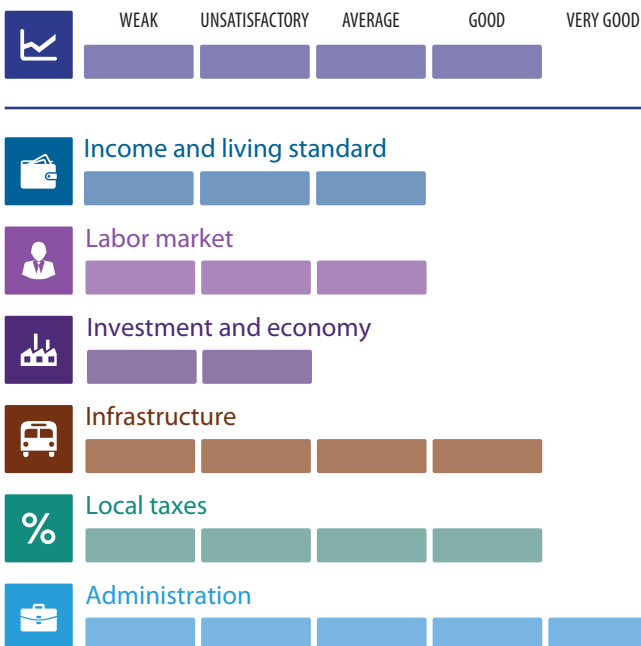 WEAK UNSATISFACTORY AVERAGE GOOD VERY GOOD
Income and living standard
Labor market
Investment and economy
Infrastructure
%
Local taxes
Administration